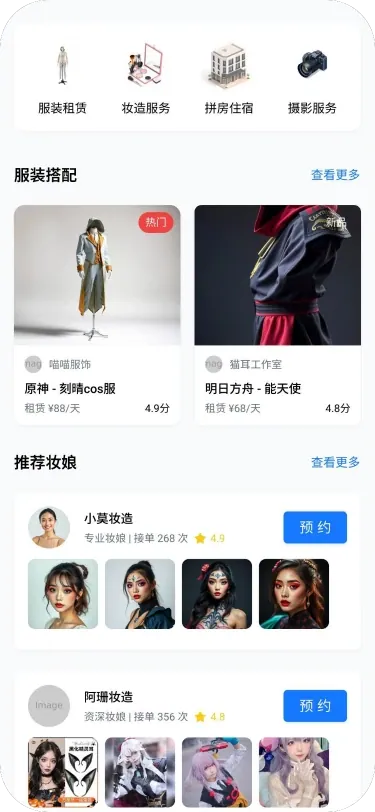 服装租赁 妆造服务 拼房住宿 摄影服务
服装搭配 查看更多
热门 新品
喵喵服饰 猫耳工作室
原神 - 刻晴cos服 明日方舟 - 能天使
租赁 ¥88/天 4.9分 租赁 ¥68/天 4.8分
推荐妆娘 查看更多
小莫妆造
预 约
专业妆娘 | 接单 268 次 4.9
阿珊妆造
Image 预 约
资深妆娘 | 接单 356 次 4.8